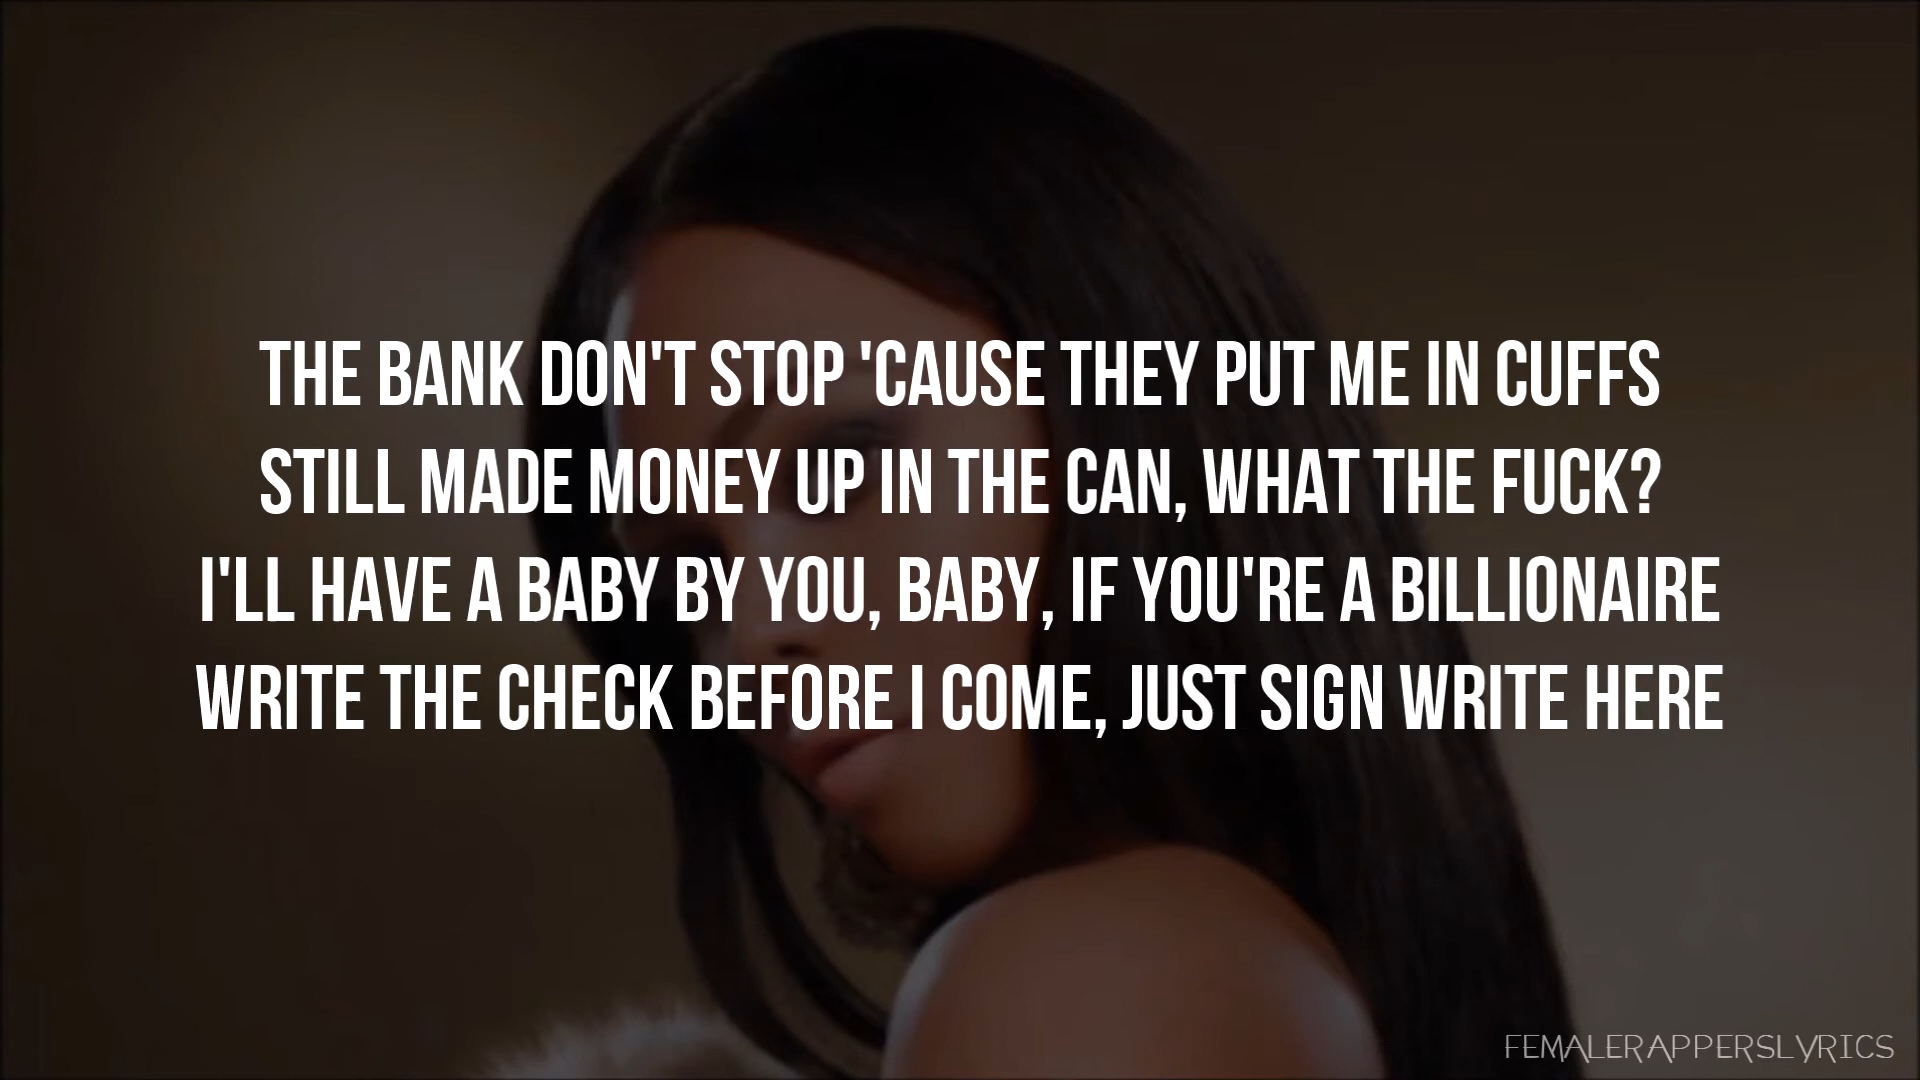 THE BANK DON'T STOP 'CAUSE THEY PUT ME IN CUFFS
STILL MADE MONEY UP IN THE CAN, WHAT THE FUCK?
I'LL HAVE A BABY BY YOU, BABY, IF YOU'RE A BILLIONAIRE
WRITE THE CHECK BEFORE I COME, JUST SIGN WRITE HERE
FEMALERAPPERSLYRICS